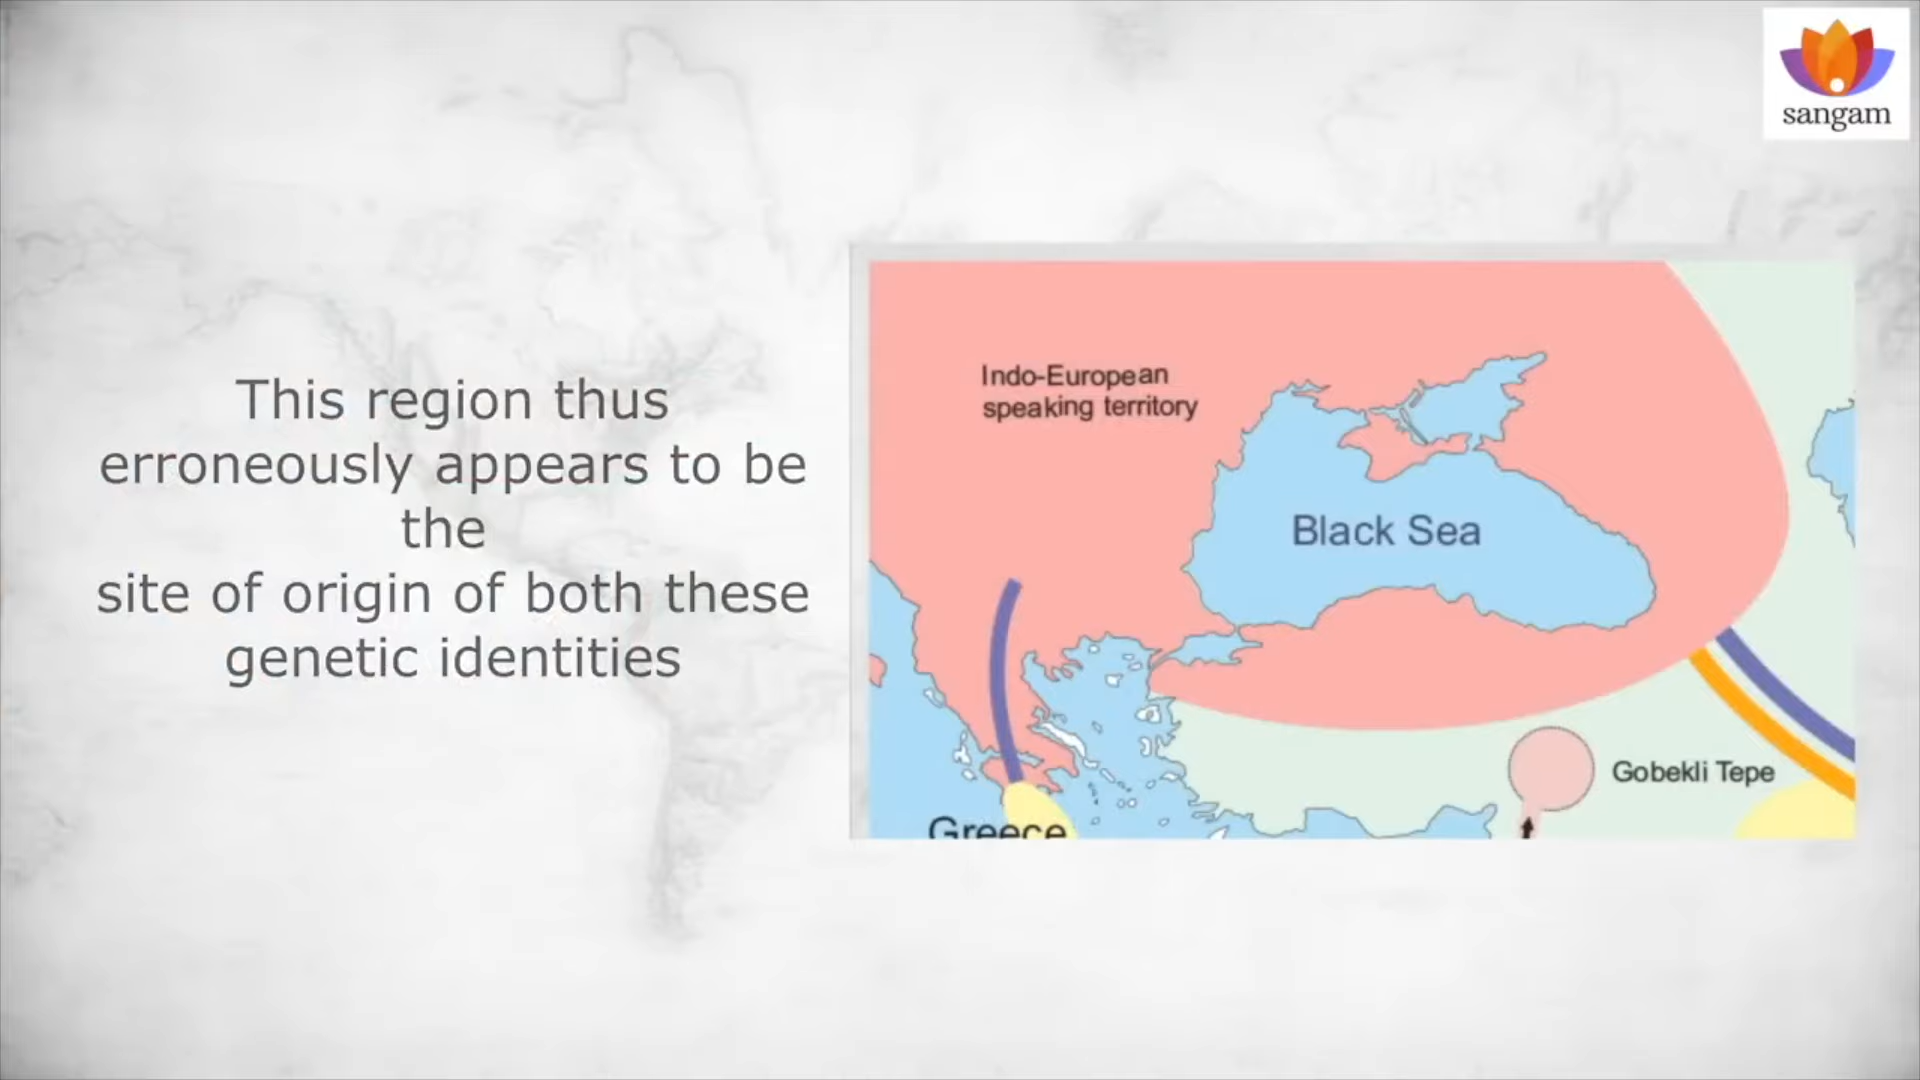 sangam
This region thus
erroneously appears to be
the
site of origin of both these
genetic identities
Indo-European
speaking territory
Black Sea
Gobekli Tepe
Greece